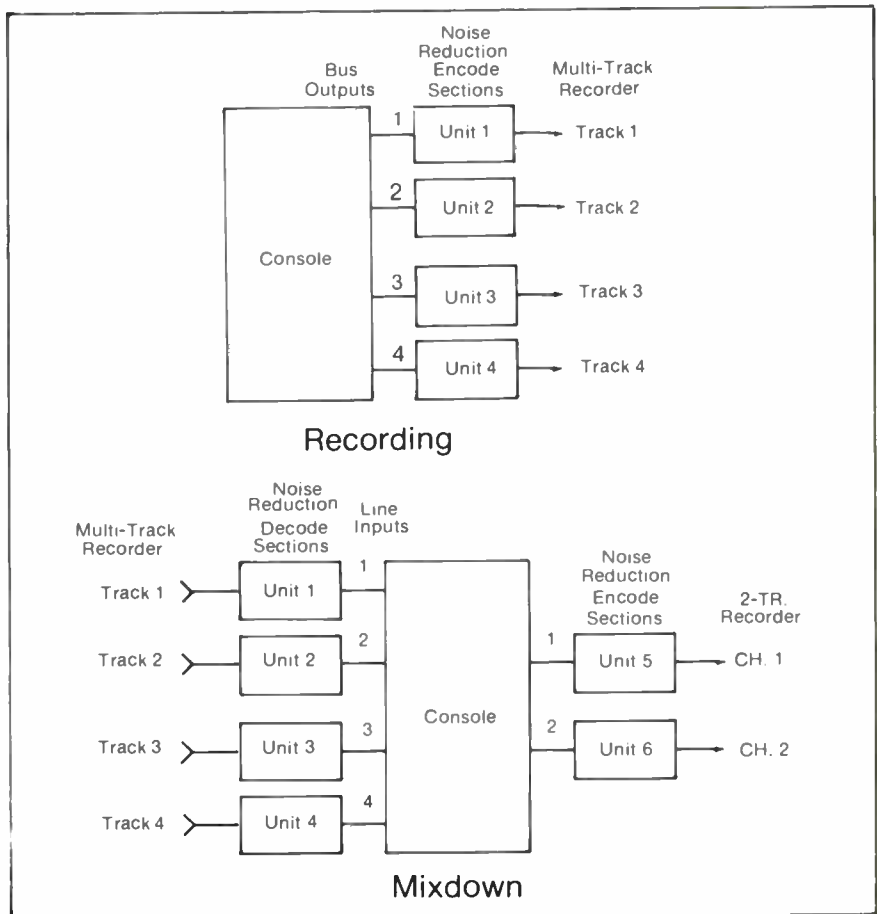 Noise
Reduction
Encode
Sections
Bus
Outputs
Multi-Track
Recorder
Console
1
Unit 1
Track 1
2
Unit 2
Track 2
3
Unit 3
Track 3
4
Unit 4
Track 4
Recording
Multi-Track
Recorder
Noise
Reduction
Decode
Sections
Line
Inputs
Track 1
Unit 1
1
Track 2
Unit 2
2
Track 3
Unit 3
3
Track 4
Unit 4
4
Console
Noise
Reduction
Encode
Sections
2-TR.
Recorder
1
Unit 5
CH. 1
2
Unit 6
CH. 2
Mixdown